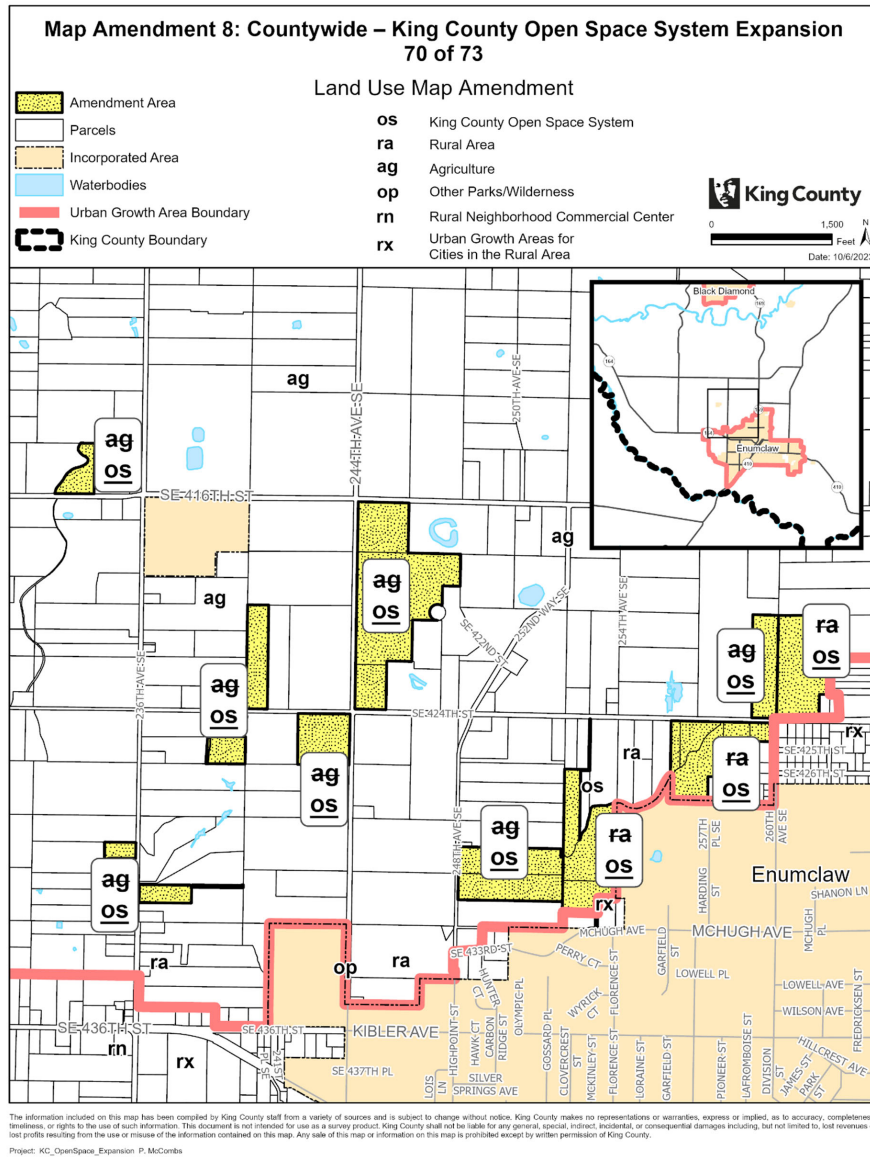 Map Amendment 8: Countywide – King County Open Space System Expansion
70 of 73
Land Use Map Amendment
Amendment Area
Parcels
Incorporated Area
Waterbodies
Urban Growth Area Boundary
King County Boundary
os King County Open Space System
ra Rural Area
ag Agriculture
op Other Parks/Wilderness
rn Rural Neighborhood Commercial Center
rx Urban Growth Areas for
Cities in the Rural Area
King County
0 1,500
Feet
N
Date: 10/6/2023
Black Diamond
169
164
164
Enumclaw
410
410
ag
244TH AVE SE
250TH AVE SE
ag
os
SE 416TH ST
ag
ag
os
ag
254TH AVE SE
252ND WAY SE
SE 422ND ST
236TH AVE SE
ag
os
ag
os
ra
os
SE 424TH ST
rx
SE 425TH ST
SE 426TH ST
ra
ra
os
ag
os
os
248TH AVE SE
ag
os
ra
os
257TH
PL SE
260TH
AVE SE
ag
os
Enumclaw
HARDING
ST
SHANON LN
rx
MCHUGH AVE
MCHUGH AVE
MCHUGH
PL
ra
op
ra
SE 433RD ST
PERRY CT
GARFIELD
ST
LOWELL PL
LOWELL AVE
WILSON AVE
FREDRICKSEN ST
HUNTER
CT
OLYMPIC PL
WYRICK
CT
FLORENCE ST
SE 436TH ST
SE 436TH ST
KIBLER AVE
HIGHPOINT ST
HAWK CT
CARBON
RIDGE ST
GOSSARD PL
CLOVERCREST
ST
MCKINLEY ST
FLORENCE ST
LORAINE ST
GARFIELD ST
PIONEER ST
LAFROMBOISE ST
DIVISION
ST
HILLCREST AVE
JAMES ST
PARK
ST
rn
rx
241ST
PL SE
SE 437TH PL
LOIS
LN
SILVER
SPRINGS AVE
The information included on this map has been compiled by King County staff from a variety of sources and is subject to change without notice. King County makes no representations or warranties, express or implied, as to accuracy, completeness,
timeliness, or rights to the use of such information. This document is not intended for use as a survey product. King County shall not be liable for any general, special, indirect, incidental, or consequential damages including, but not limited to, lost revenues or
lost profits resulting from the use or misuse of the information contained on this map. Any sale of this map or information on this map is prohibited except by written permission of King County.
Project: KC_OpenSpace_Expansion P. McCombs